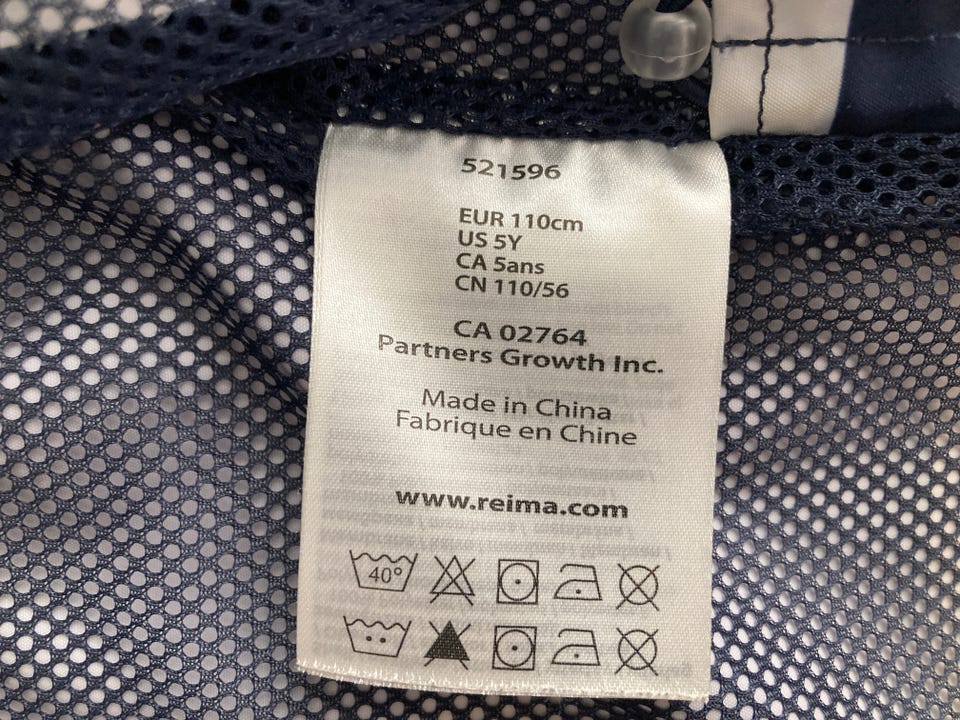 521596
EUR 110cm
US 5Y
CA 5ans
CN 110/56
CA 02764
Partners Growth Inc.
Made in China
Fabrique en Chine
www.reima.com
40°